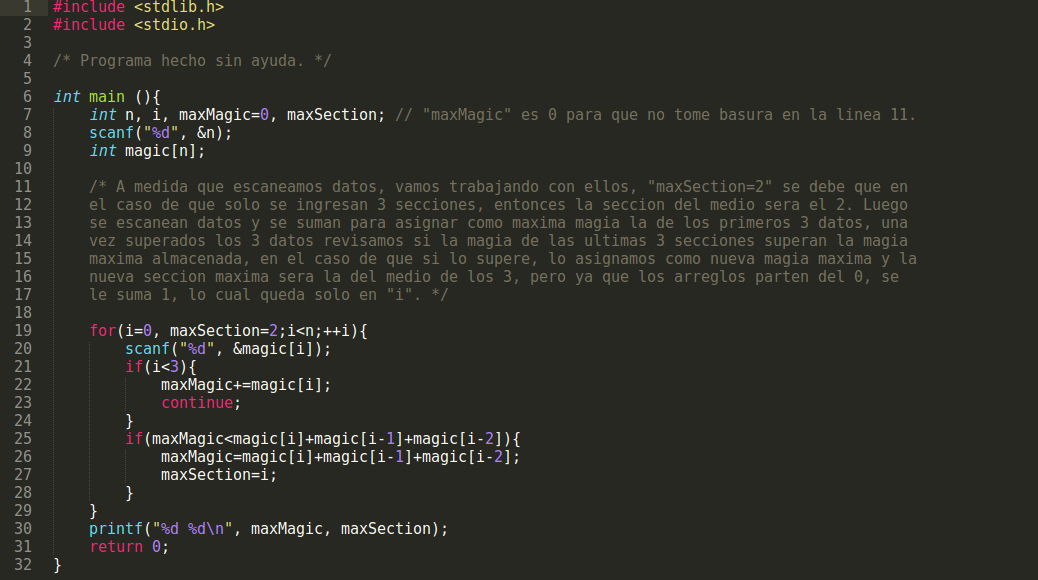 1 #include <stdlib.h>
2 #include <stdio.h>
3
4 /* Programa hecho sin ayuda. */
5
6 int main (){
7     int n, i, maxMagic=0, maxSection; // "maxMagic" es 0 para que no tome basura en la linea 11.
8     scanf("%d", &n);
9     int magic[n];
10
11     /* A medida que escaneamos datos, vamos trabajando con ellos, "maxSection=2" se debe que en
12     el caso de que solo se ingresan 3 secciones, entonces la seccion del medio sera el 2. Luego
13     se escanean datos y se suman para asignar como maxima magia la de los primeros 3 datos, una
14     vez superados los 3 datos revisamos si la magia de las ultimas 3 secciones superan la magia
15     maxima almacenada, en el caso de que si lo supere, lo asignamos como nueva magia maxima y la
16     nueva seccion maxima sera la del medio de los 3, pero ya que los arreglos parten del 0, se
17     le suma 1, lo cual queda solo en "i". */
18
19     for(i=0, maxSection=2;i<n;++i){
20         scanf("%d", &magic[i]);
21         if(i<3){
22             maxMagic+=magic[i];
23             continue;
24         }
25         if(maxMagic<magic[i]+magic[i-1]+magic[i-2]){
26             maxMagic=magic[i]+magic[i-1]+magic[i-2];
27             maxSection=i;
28         }
29     }
30     printf("%d %d\n", maxMagic, maxSection);
31     return 0;
32 }